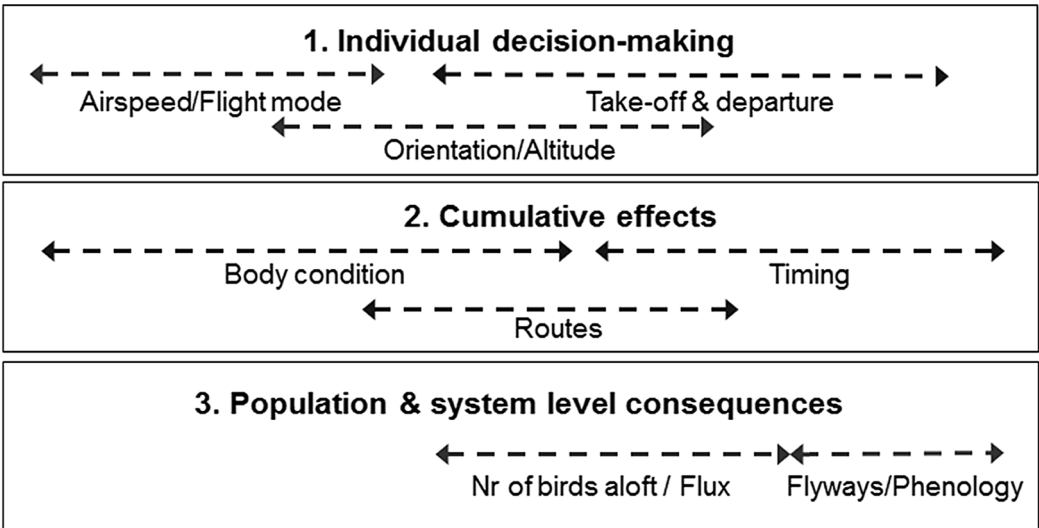 1. Individual decision-making
Airspeed/Flight mode
Take-off & departure
Orientation/Altitude
2. Cumulative effects
Body condition
Timing
Routes
3. Population & system level consequences
Nr of birds aloft / Flux
Flyways/Phenology